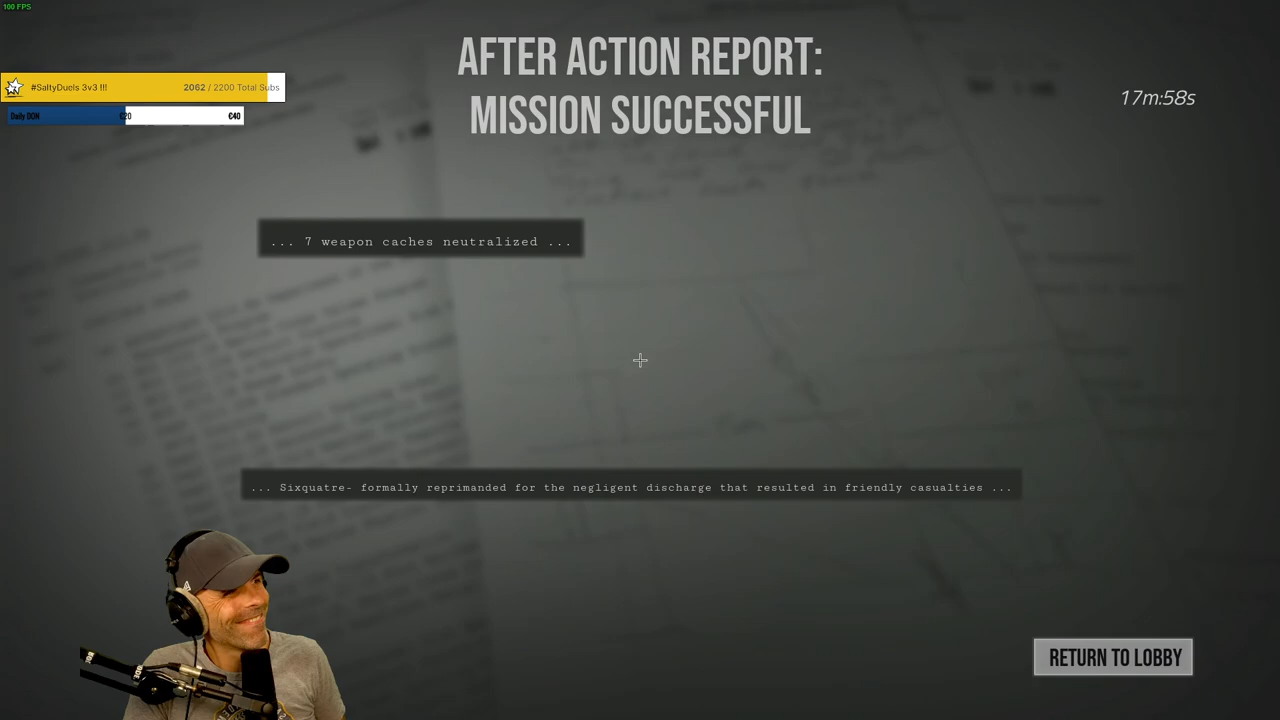 100 FPS
AFTER ACTION REPORT:
MISSION SUCCESSFUL
#SaltyDuels 3v3 !!!
2062 / 2200 Total Subs
Daily DON €20 €40
17m:58s
... 7 weapon caches neutralized ...
... Sixquatre- formally reprimanded for the negligent discharge that resulted in friendly casualties ...
RETURN TO LOBBY